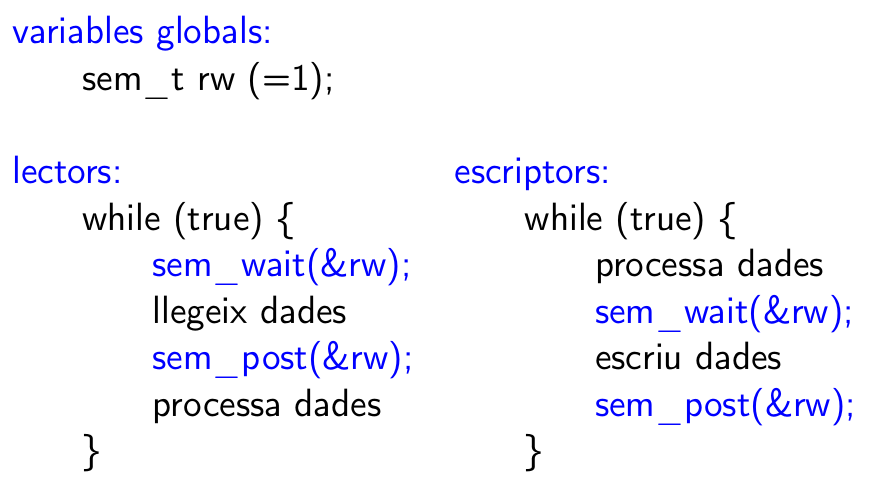 variables globals:
sem_t rw (=1);
lectors:
while (true) {
sem_wait(&rw);
llegeix dades
sem_post(&rw);
processa dades
}
escriptors:
while (true) {
processa dades
sem_wait(&rw);
escriu dades
sem_post(&rw);
}